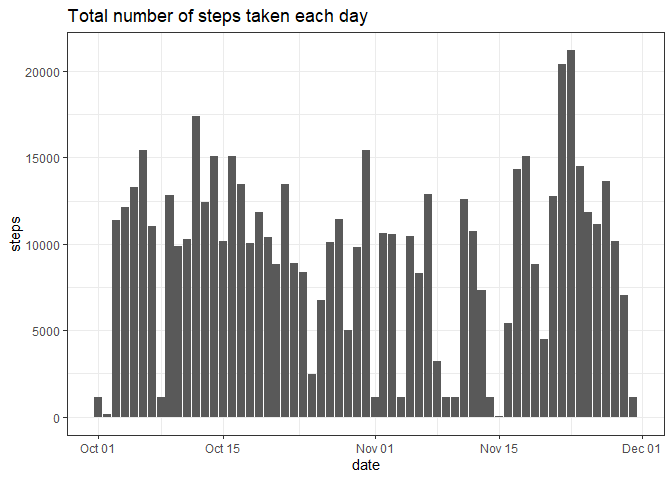 Total number of steps taken each day
20000
15000
10000
5000
0
steps
Oct 01 Oct 15 Nov 01 Nov 15 Dec 01
date